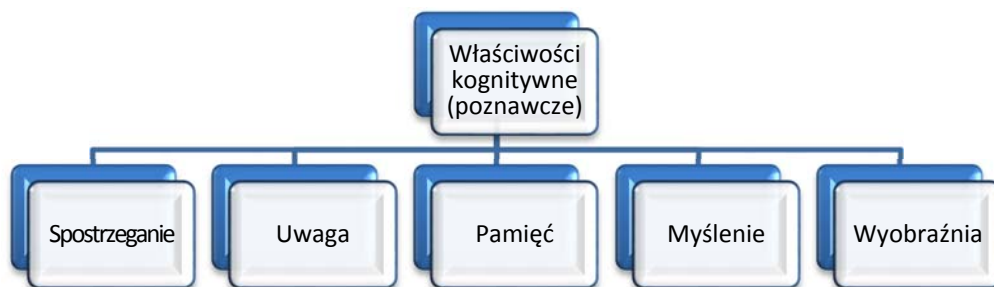 Właściwości
kognitywne
(poznawcze)
Spostrzeganie
Uwaga
Pamięć
Myślenie
Wyobraźnia